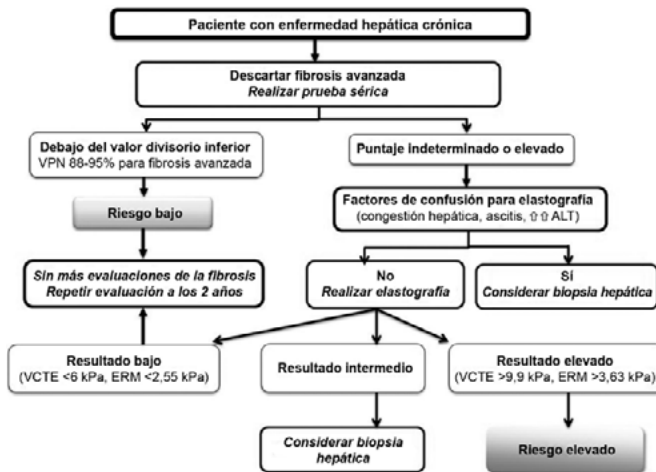 Paciente con enfermedad hepática crónica
Descartar fibrosis avanzada
Realizar prueba sérica
Debajo del valor divisorio inferior
VPN 88-95% para fibrosis avanzada
Puntaje indeterminado o elevado
Riesgo bajo
Factores de confusión para elastografía
(congestión hepática, ascitis, ⇧⇧ ALT)
Sin más evaluaciones de la fibrosis
Repetir evaluación a los 2 años
No
Realizar elastografía
Sí
Considerar biopsia hepática
Resultado bajo
(VCTE <6 kPa, ERM <2,55 kPa)
Resultado intermedio
Resultado elevado
(VCTE >9,9 kPa, ERM >3,63 kPa)
Considerar biopsia
hepática
Riesgo elevado